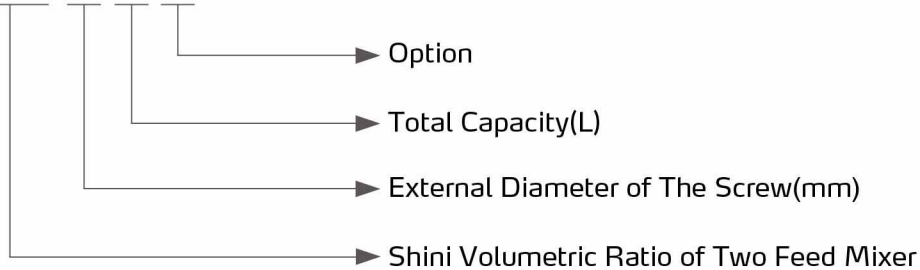 Option
Total Capacity(L)
External Diameter of The Screw(mm)
Shini Volumetric Ratio of Two Feed Mixer